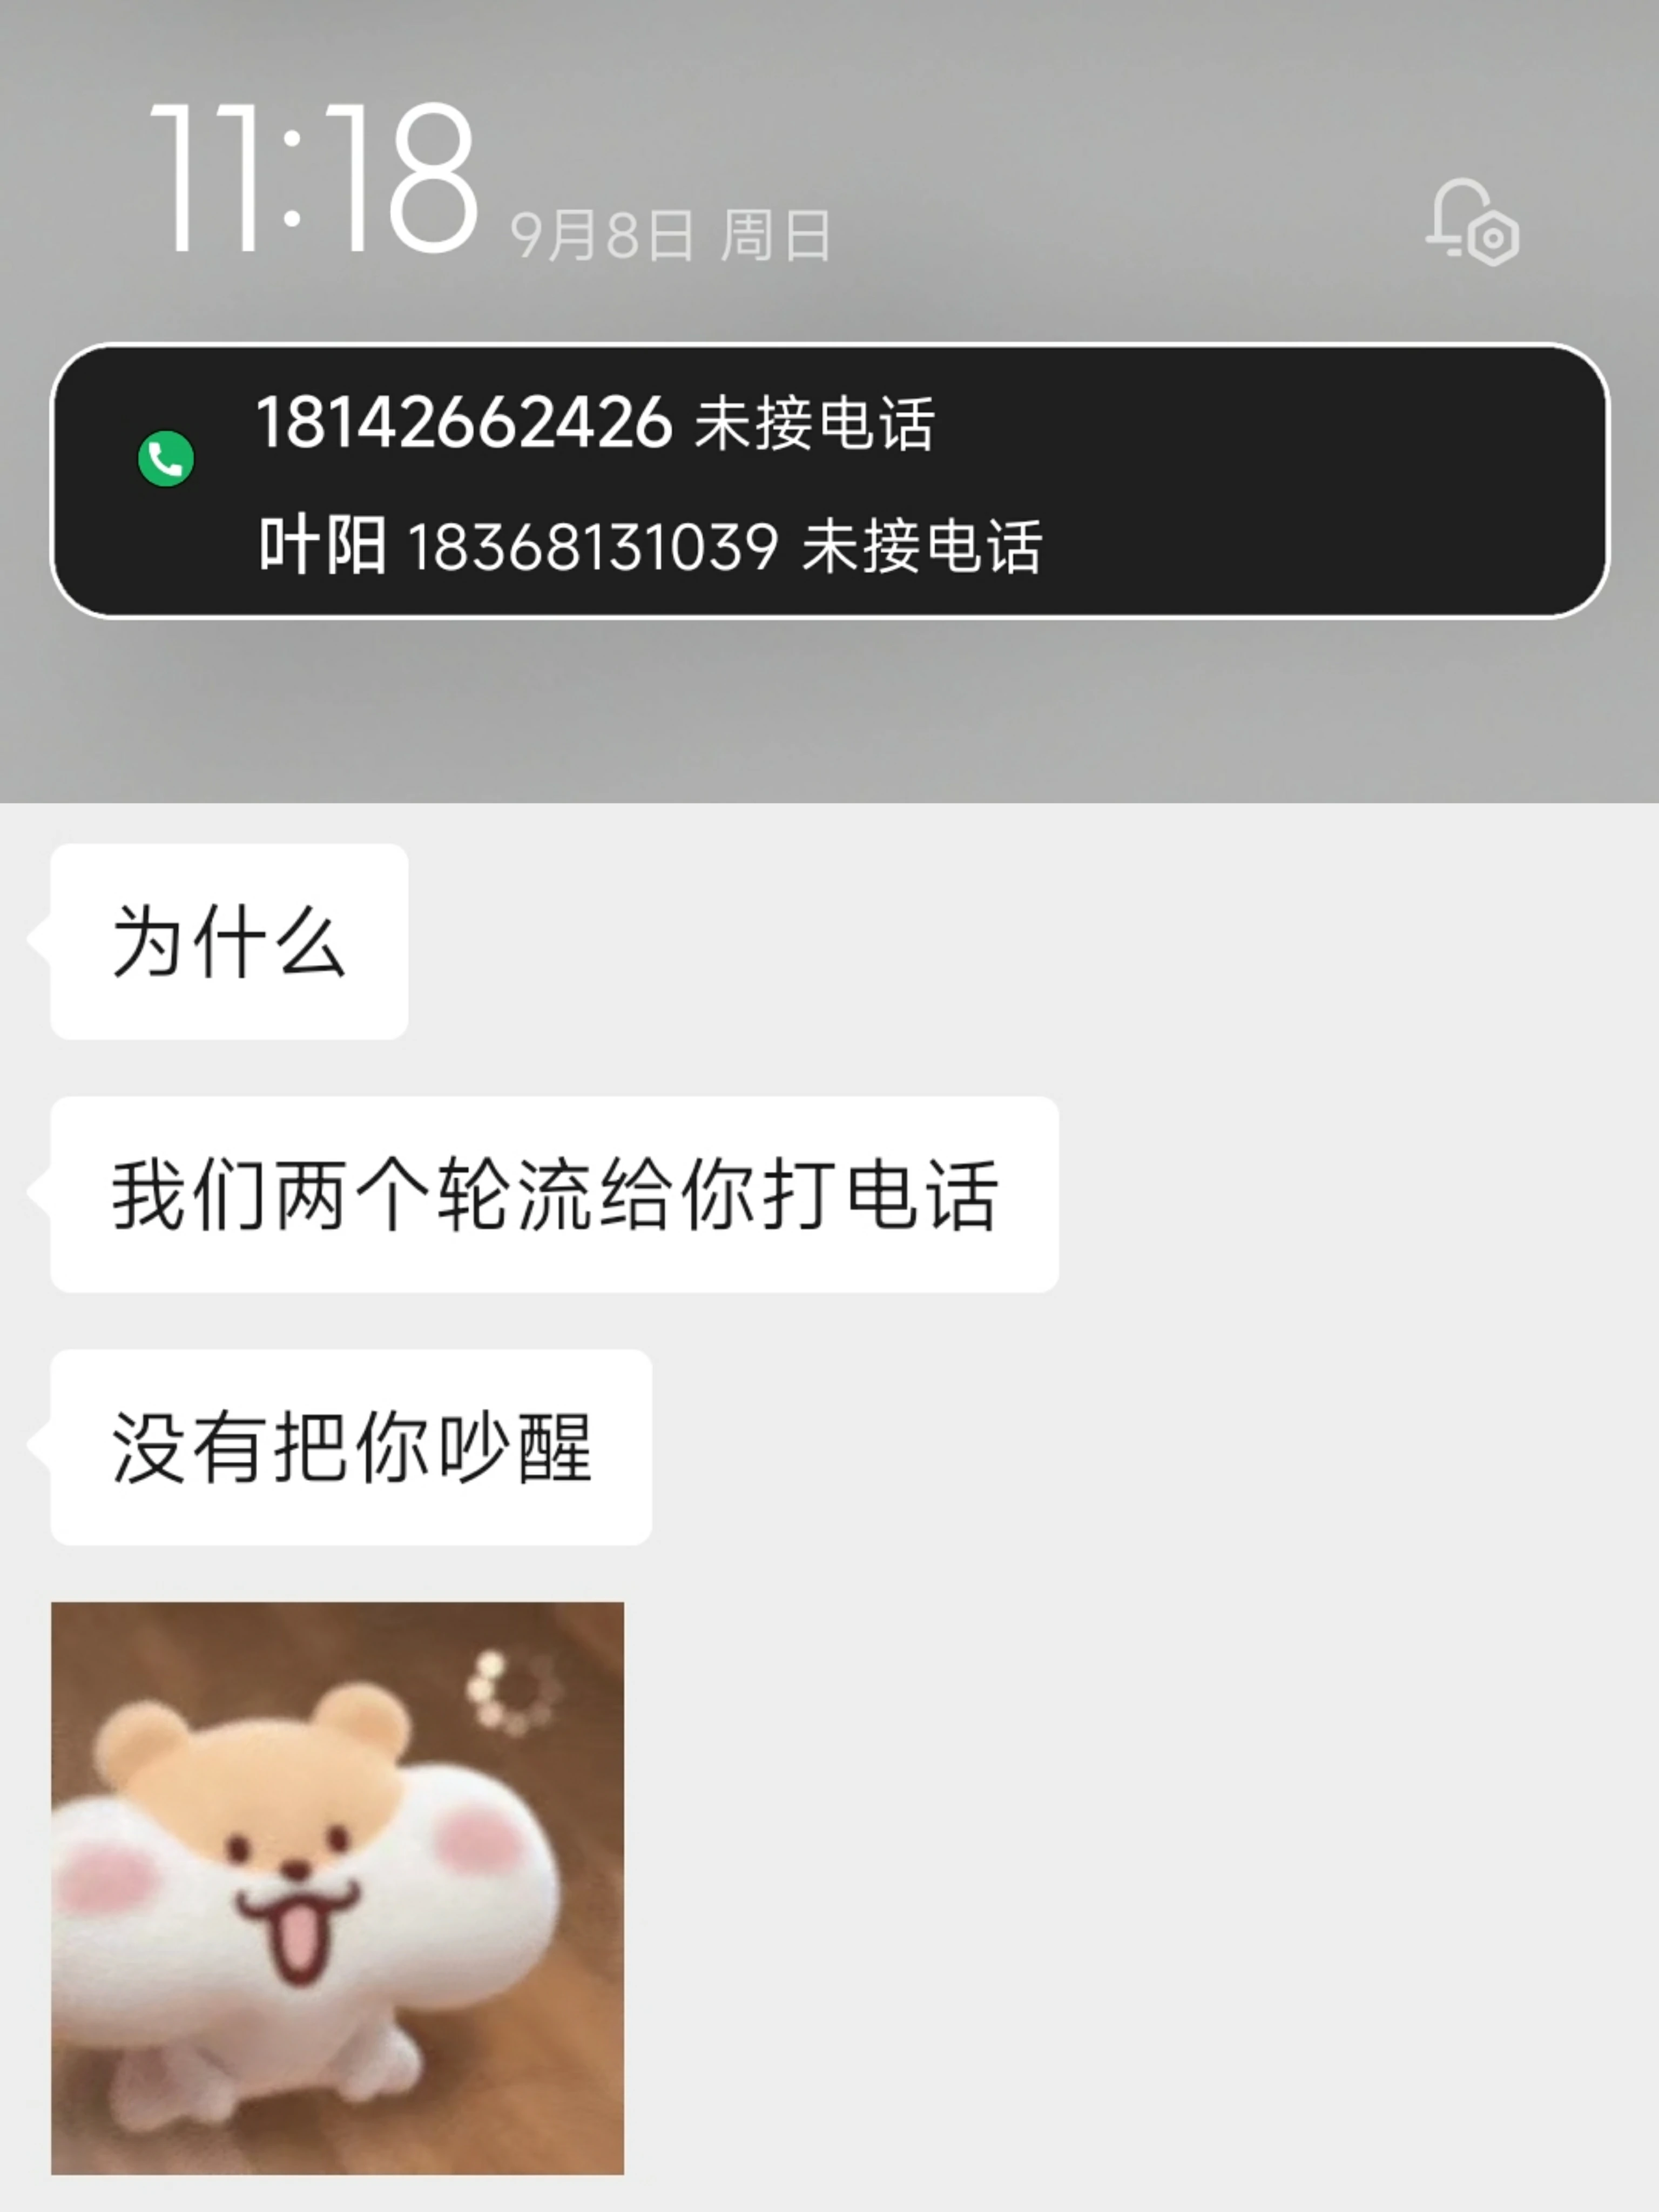 11:18 9月8日 周日
18142662426 未接电话
叶阳 18368131039 未接电话
为什么
我们两个轮流给你打电话
没有把你吵醒